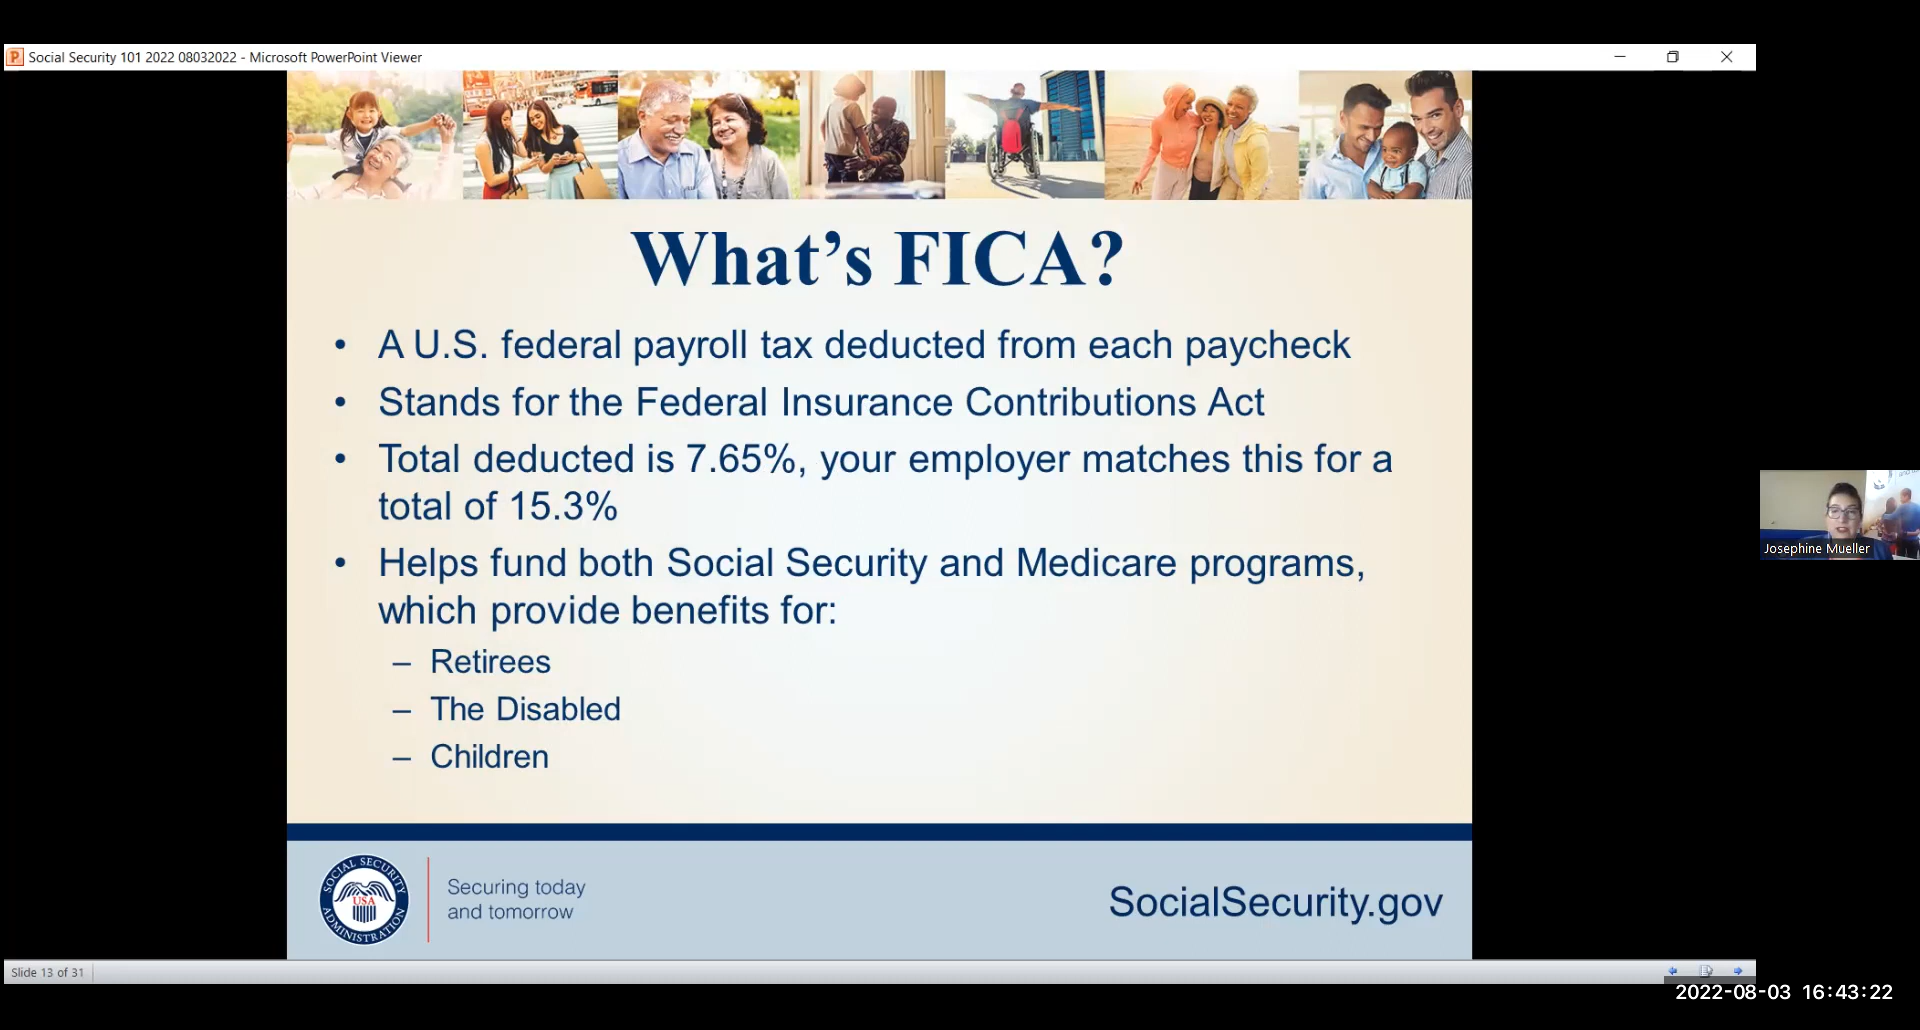 Social Security 101 2022 08032022 - Microsoft PowerPoint Viewer
What's FICA?
• A U.S. federal payroll tax deducted from each paycheck
• Stands for the Federal Insurance Contributions Act
• Total deducted is 7.65%, your employer matches this for a
total of 15.3%
• Helps fund both Social Security and Medicare programs,
which provide benefits for:
– Retirees
– The Disabled
– Children
SOCIAL SECURITY
USA
ADMINISTRATION
Securing today
and tomorrow
SocialSecurity.gov
Josephine Mueller
Slide 13 of 31
2022-08-03 16:43:22